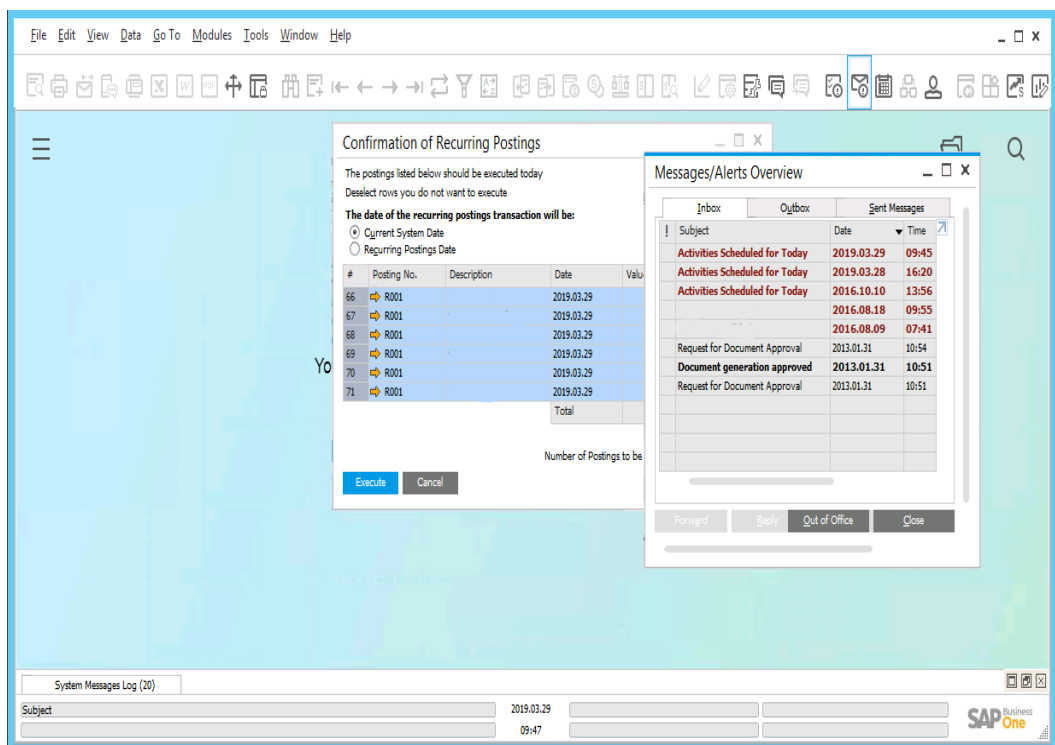 File Edit View Data Go To Modules Tools Window Help
Confirmation of Recurring Postings
The postings listed below should be executed today
Deselect rows you do not want to execute
The date of the recurring postings transaction will be:
Current System Date
Recurring Postings Date
# Posting No. Description Date Valu
66 R001 2019.03.29
67 R001 2019.03.29
68 R001 2019.03.29
69 R001 2019.03.29
70 R001 2019.03.29
71 R001 2019.03.29
Total
Number of Postings to be
Execute Cancel
Yo
Messages/Alerts Overview
Inbox Outbox Sent Messages
! Subject Date Time
Activities Scheduled for Today 2019.03.29 09:45
Activities Scheduled for Today 2019.03.28 16:20
Activities Scheduled for Today 2016.10.10 13:56
2016.08.18 09:55
2016.08.09 07:41
Request for Document Approval 2013.01.31 10:54
Document generation approved 2013.01.31 10:51
Request for Document Approval 2013.01.31 10:51
Forward Reply Out of Office Close
System Messages Log (20)
Subject 2019.03.29
09:47
SAP Business One